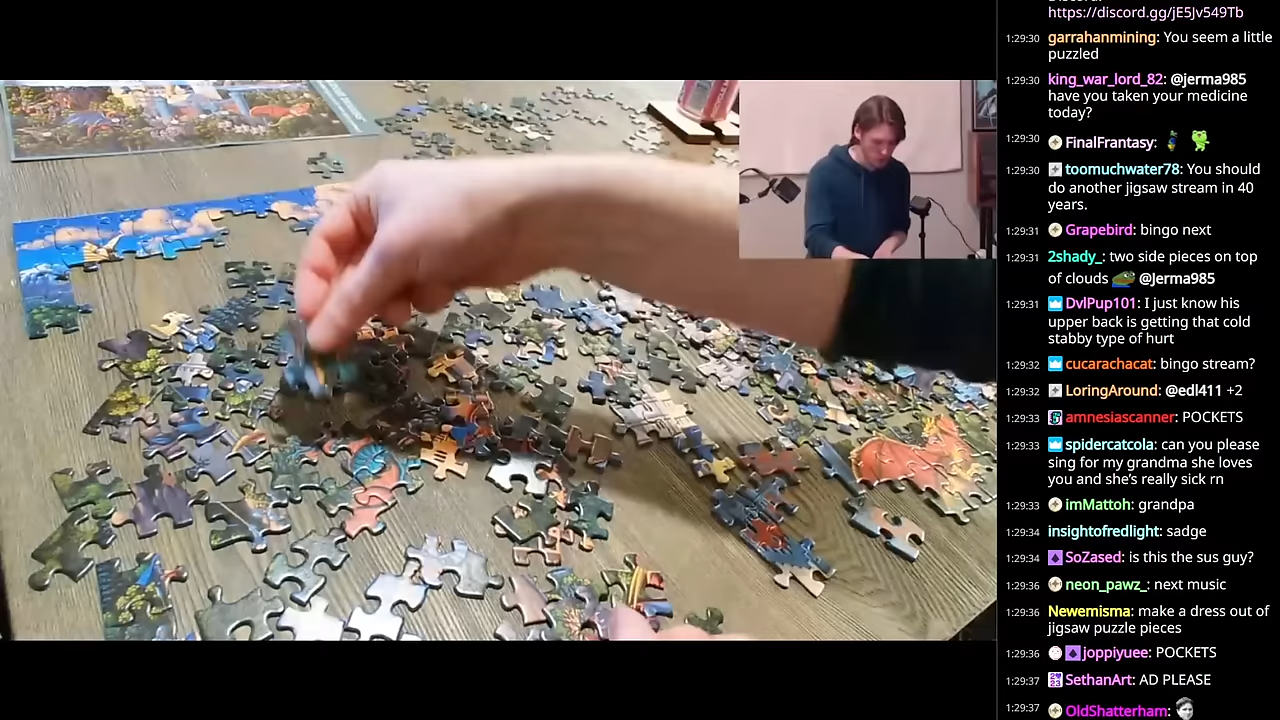 https://discord.gg/jE5Jv549Tb
1:29:30 garrahanmining: You seem a little
puzzled
1:29:30 king_war_lord_82: @jerma985
have you taken your medicine
today?
1:29:30 FinalFrantasy:
1:29:30 toomuchwater78: You should
do another jigsaw stream in 40
years.
1:29:31 Grapebird: bingo next
1:29:31 2shady_: two side pieces on top
of clouds @Jerma985
1:29:31 DvlPup101: I just know his
upper back is getting that cold
stabby type of hurt
1:29:32 cucarachacat: bingo stream?
1:29:32 LoringAround: @edl411 +2
1:29:33 amnesiascanner: POCKETS
1:29:33 spidercatcola: can you please
sing for my grandma she loves
you and she's really sick rn
1:29:33 imMattoh: grandpa
1:29:34 insightofredlight: sadge
1:29:34 SoZased: is this the sus guy?
1:29:36 neon_pawz_: next music
1:29:36 Newemisma: make a dress out of
jigsaw puzzle pieces
1:29:36 joppiyuee: POCKETS
1:29:37 SethanArt: AD PLEASE
1:29:37 OldShatterham: